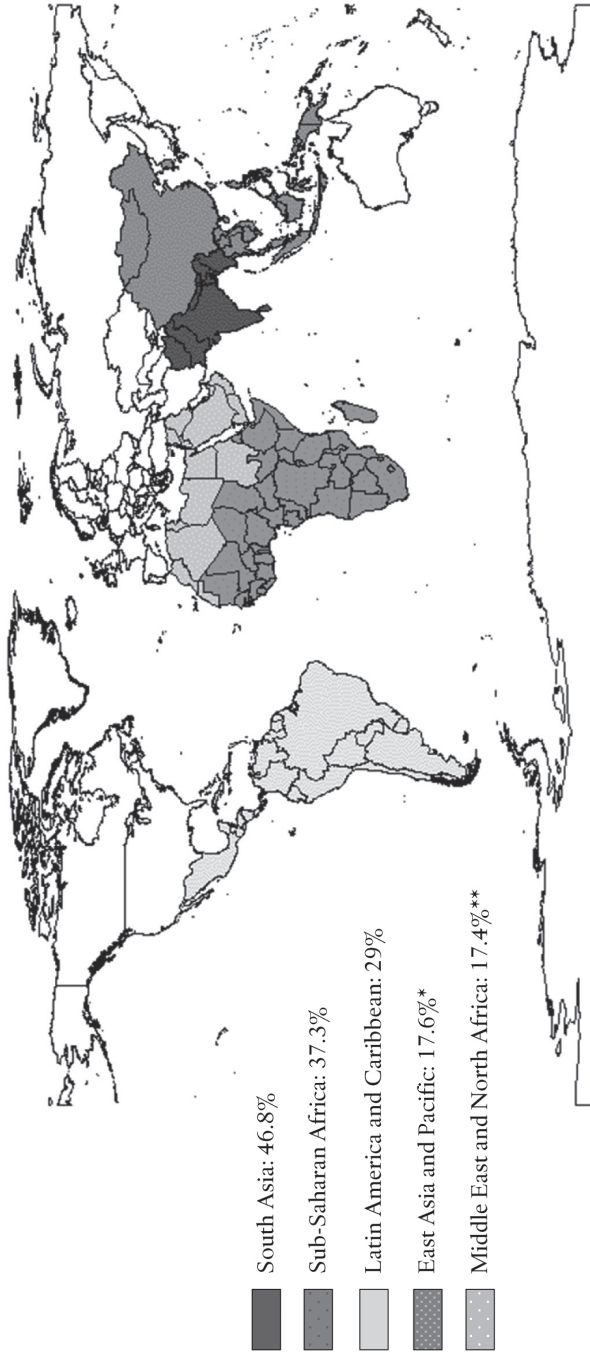 South Asia: 46.8%
Sub-Saharan Africa: 37.3%
Latin America and Caribbean: 29%
East Asia and Pacific: 17.6%*
Middle East and North Africa: 17.4%**